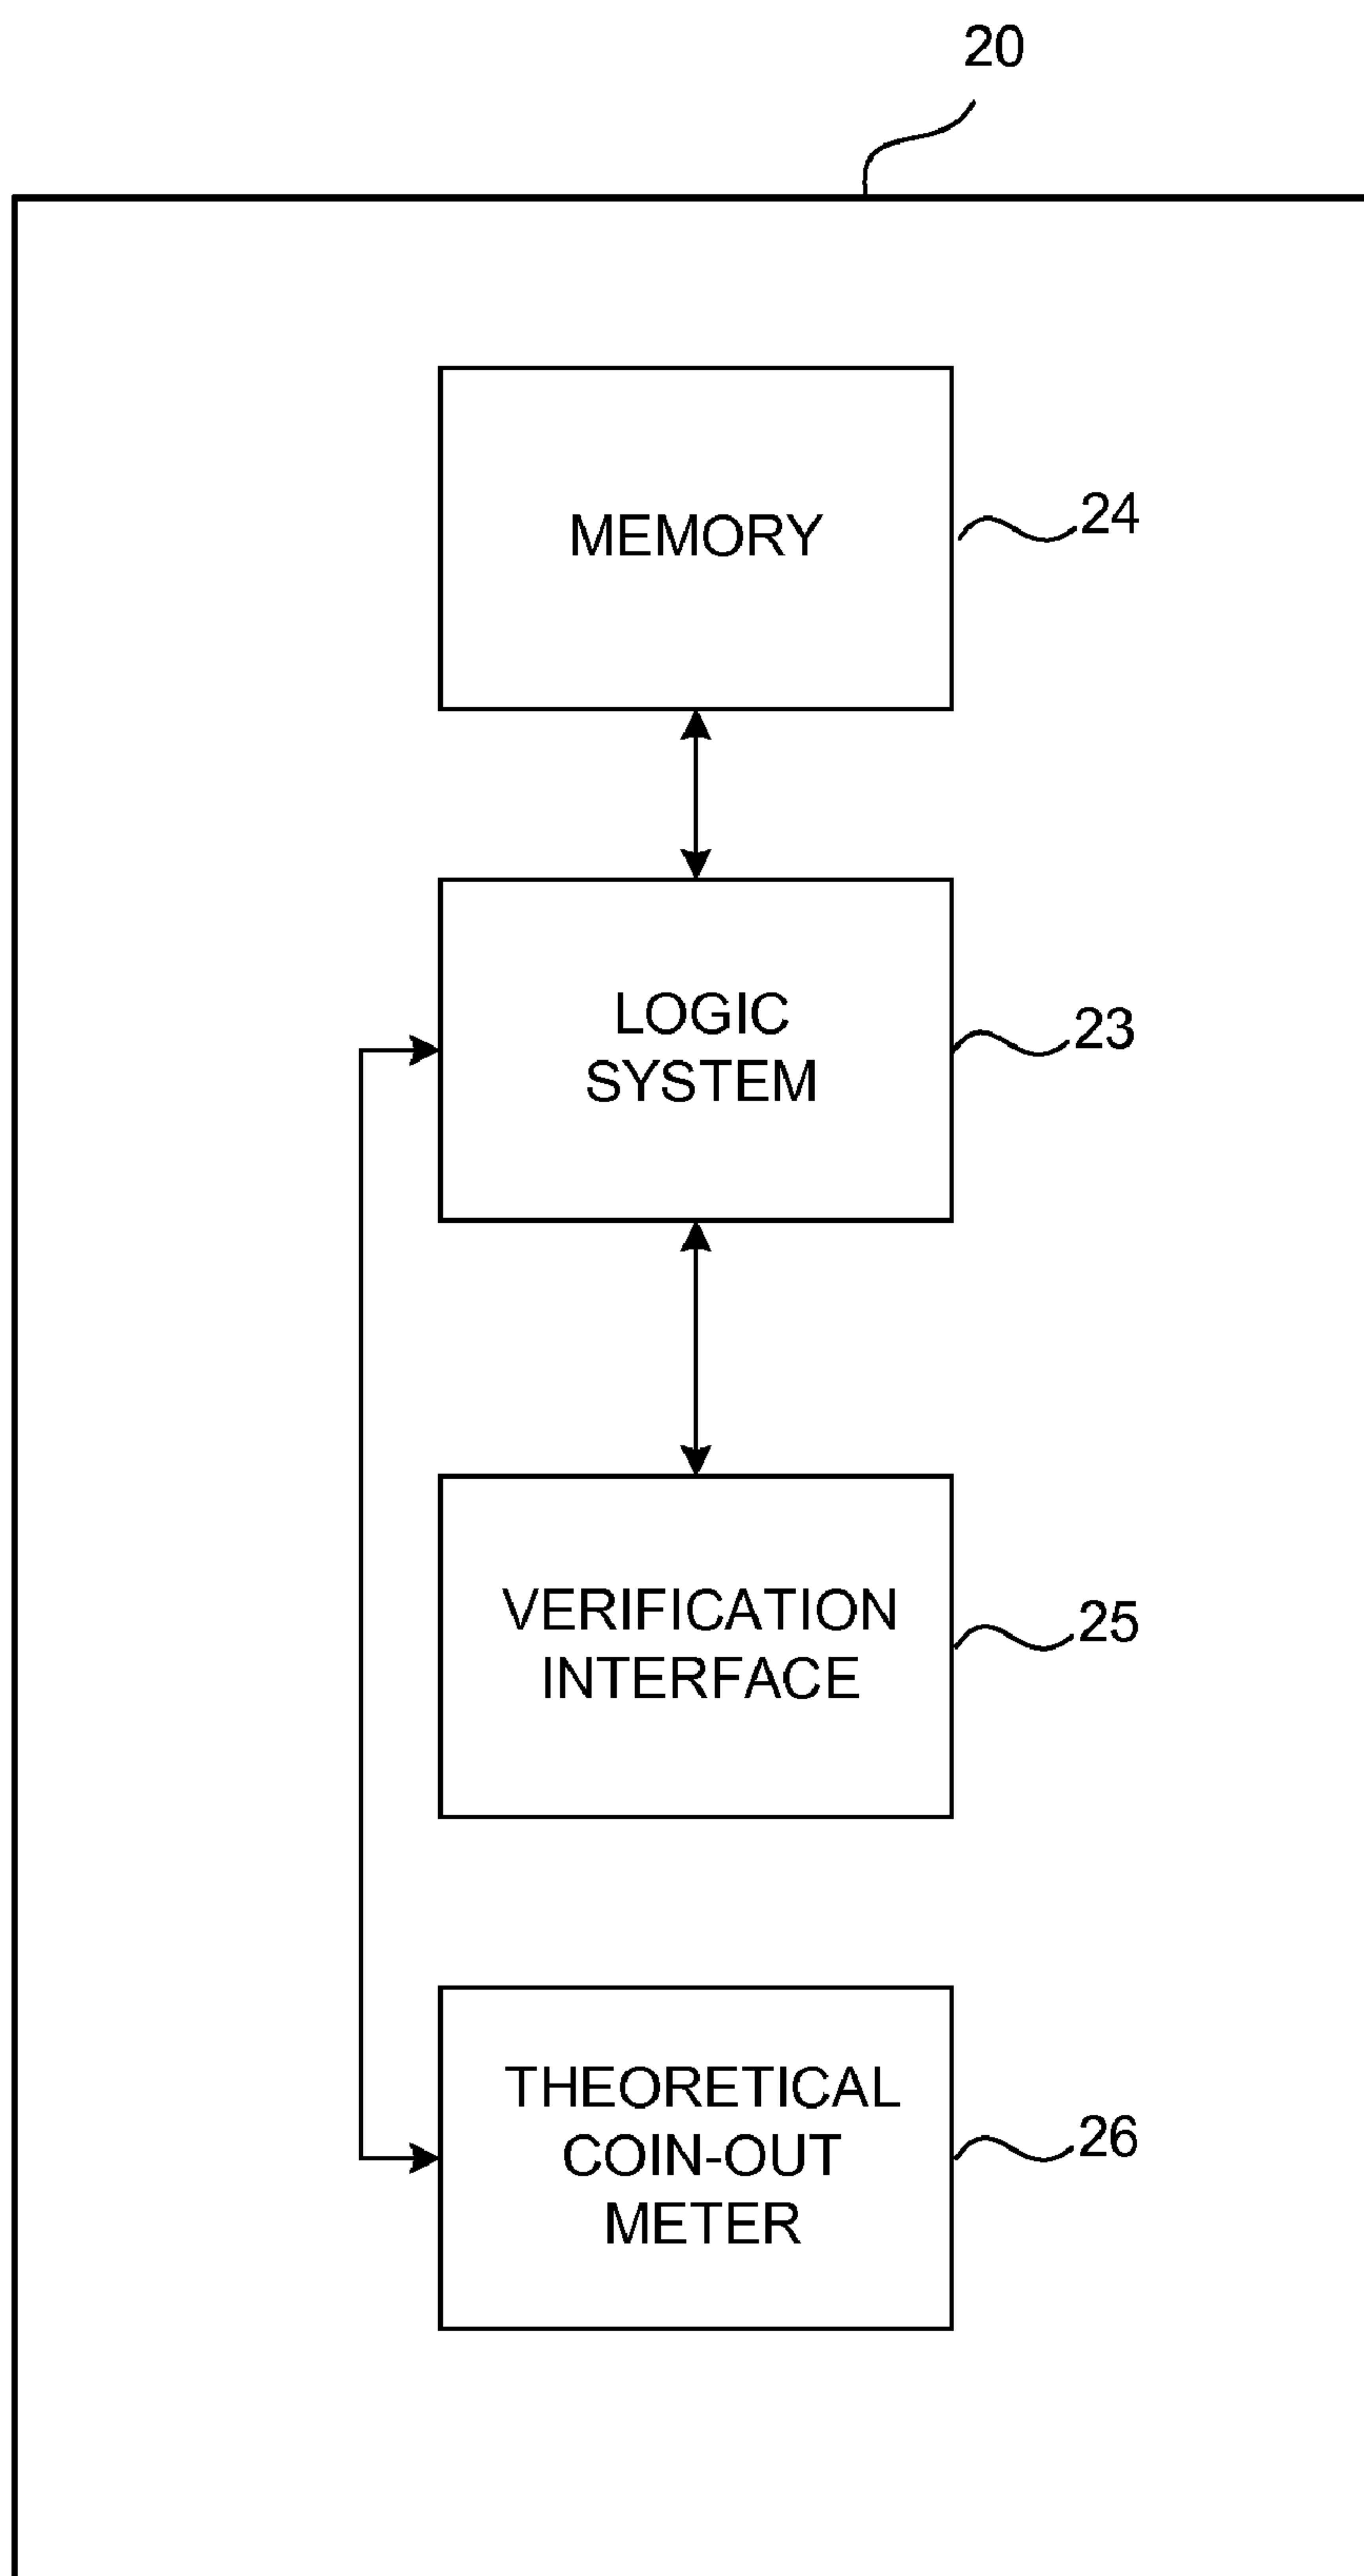 20
MEMORY
24
LOGIC
SYSTEM
23
VERIFICATION
INTERFACE
25
THEORETICAL
COIN-OUT
METER
26